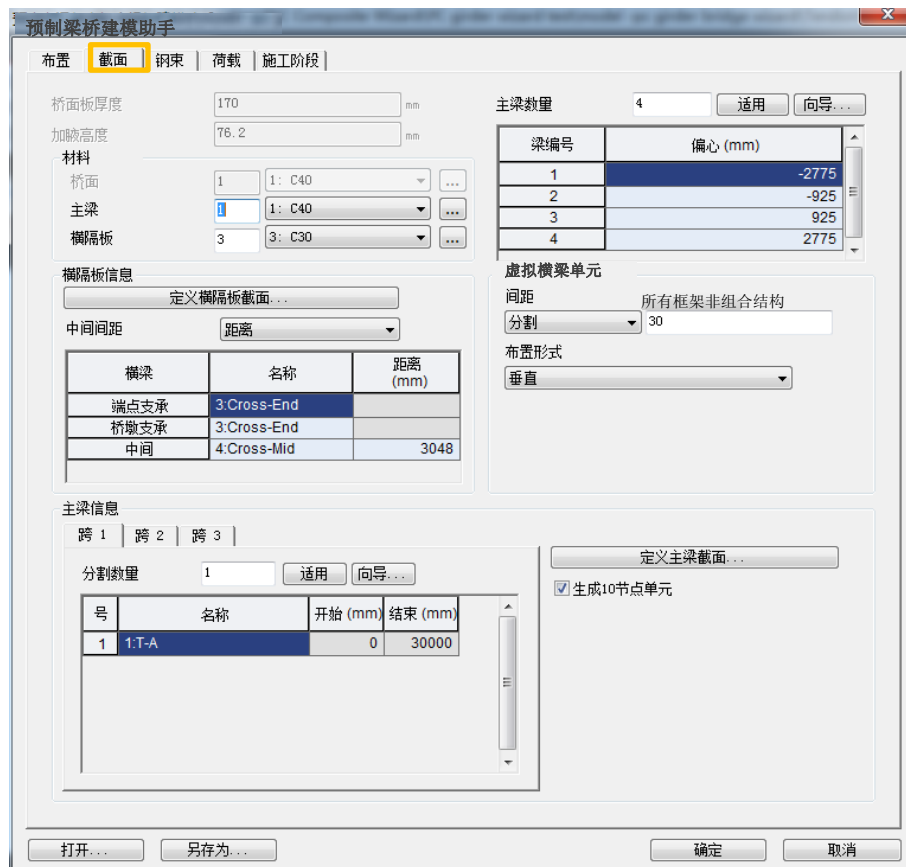 预制梁桥建模助手
布置 截面 钢束 荷载 施工阶段
桥面板厚度 170 mm
加腋高度 76.2 mm
材料
桥面 1 1: C40 ...
主梁 1 1: C40 ...
横隔板 3 3: C30 ...
主梁数量 4 适用 向导...
梁编号 偏心 (mm)
1 -2775
2 -925
3 925
4 2775
横隔板信息
定义横隔板截面...
中间间距 距离
横梁 名称 距离
(mm)
端点支承 3:Cross-End
桥墩支承 3:Cross-End
中间 4:Cross-Mid 3048
虚拟横梁单元
间距 所有框架非组合结构
分割 30
布置形式
垂直
主梁信息
跨 1 跨 2 跨 3
分割数量 1 适用 向导...
号 名称 开始 (mm) 结束 (mm)
1 1:T-A 0 30000
定义主梁截面...
生成10节点单元
打开... 另存为... 确定 取消